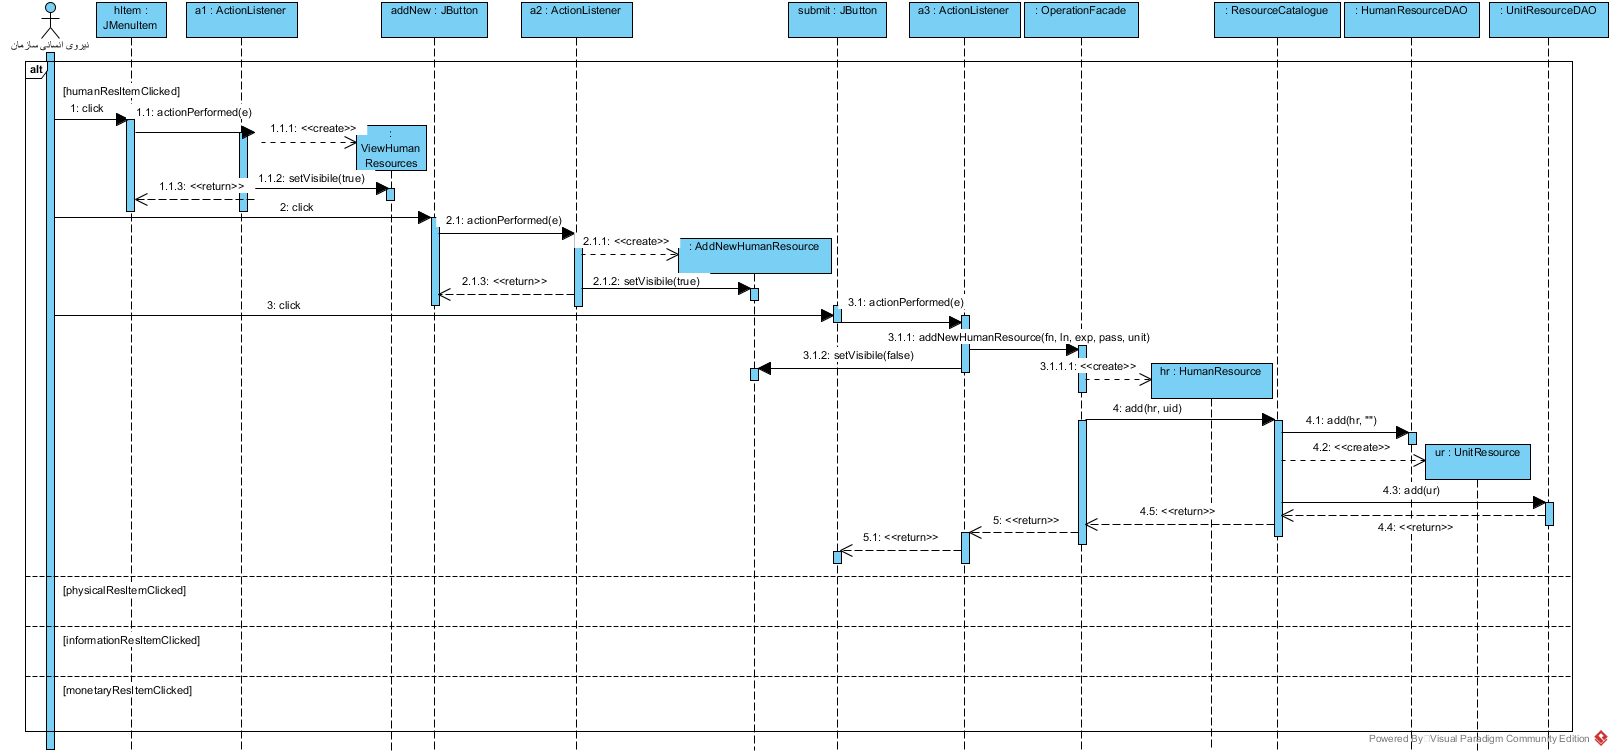 hItem :
JMenuItem
a1 : ActionListener
addNew : JButton
a2 : ActionListener
submit : JButton
a3 : ActionListener
: OperationFacade
: ResourceCatalogue
: HumanResourceDAO
: UnitResourceDAO
نیروی انسانی سازمان
alt
[humanResItemClicked]
1: click
1.1: actionPerformed(e)
1.1.1: <<create>>
:
ViewHuman
Resources
1.1.2: setVisibile(true)
1.1.3: <<return>>
2: click
2.1: actionPerformed(e)
2.1.1: <<create>>
: AddNewHumanResource
2.1.3: <<return>>
2.1.2: setVisibile(true)
3: click
3.1: actionPerformed(e)
3.1.1: addNewHumanResource(fn, ln, exp, pass, unit)
3.1.2: setVisibile(false)
3.1.1.1: <<create>>
hr : HumanResource
4: add(hr, uid)
4.1: add(hr, "")
4.2: <<create>>
ur : UnitResource
4.3: add(ur)
4.5: <<return>>
4.4: <<return>>
5: <<return>>
5.1: <<return>>
[physicalResItemClicked]
[informationResItemClicked]
[monetaryResItemClicked]
Powered By Visual Paradigm Community Edition